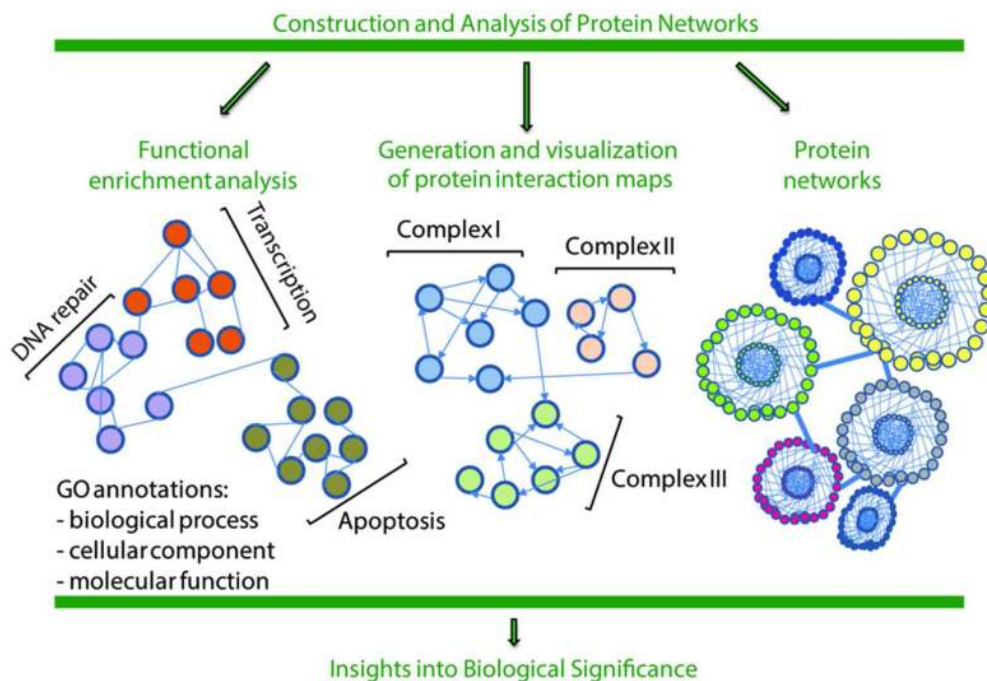 Construction and Analysis of Protein Networks
Functional
enrichment analysis
Generation and visualization
of protein interaction maps
Protein
networks
Transcription
DNA repair
Complex I
Complex II
Complex III
Apoptosis
GO annotations:
- biological process
- cellular component
- molecular function
Insights into Biological Significance